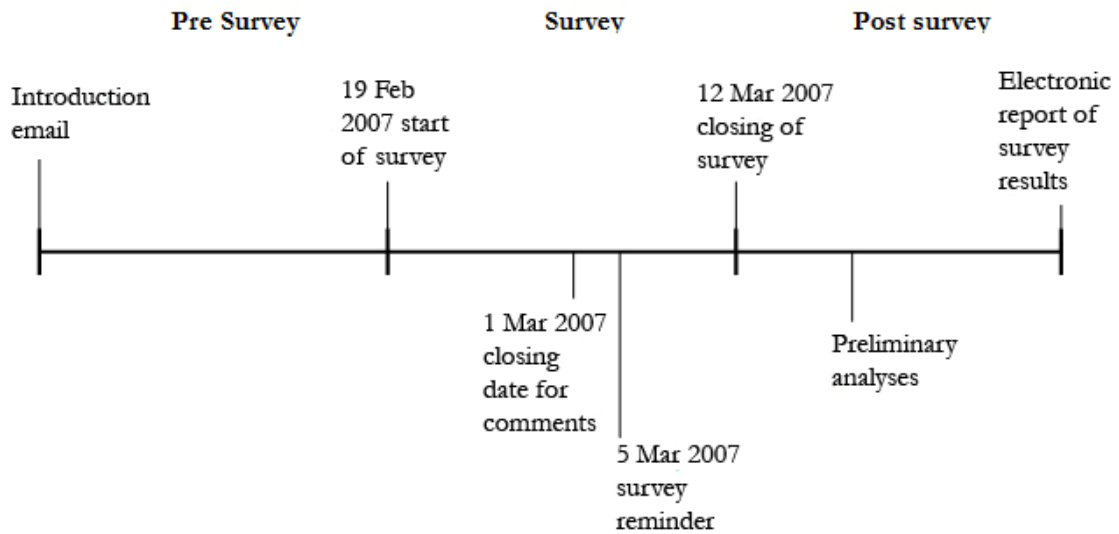 Pre Survey
Survey
Post survey
Introduction
email
19 Feb
2007 start
of survey
12 Mar 2007
closing of
survey
Electronic
report of
survey
results
1 Mar 2007
closing
date for
comments
5 Mar 2007
survey
reminder
Preliminary
analyses